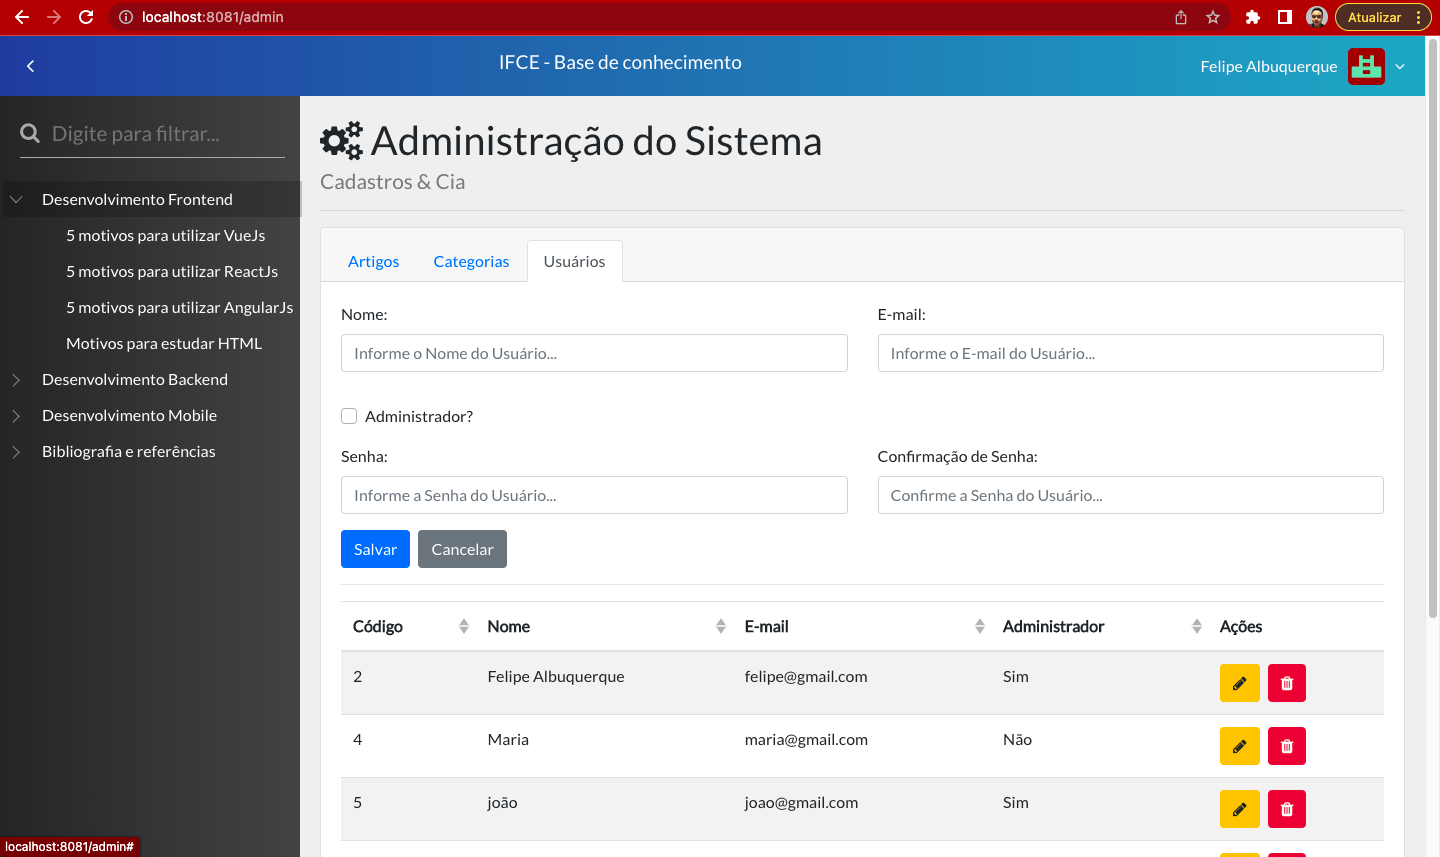 localhost:8081/admin
Atualizar
IFCE - Base de conhecimento
Felipe Albuquerque
Digite para filtrar...
Desenvolvimento Frontend
5 motivos para utilizar VueJs
5 motivos para utilizar ReactJs
5 motivos para utilizar AngularJs
Motivos para estudar HTML
Desenvolvimento Backend
Desenvolvimento Mobile
Bibliografia e referências
Administração do Sistema
Cadastros & Cia
Artigos Categorias Usuários
Nome: E-mail:
Informe o Nome do Usuário... Informe o E-mail do Usuário...
Administrador?
Senha: Confirmação de Senha:
Informe a Senha do Usuário... Confirme a Senha do Usuário...
Salvar Cancelar
Código Nome E-mail Administrador Ações
2 Felipe Albuquerque felipe@gmail.com Sim
4 Maria maria@gmail.com Não
5 joão joao@gmail.com Sim
localhost:8081/admin#